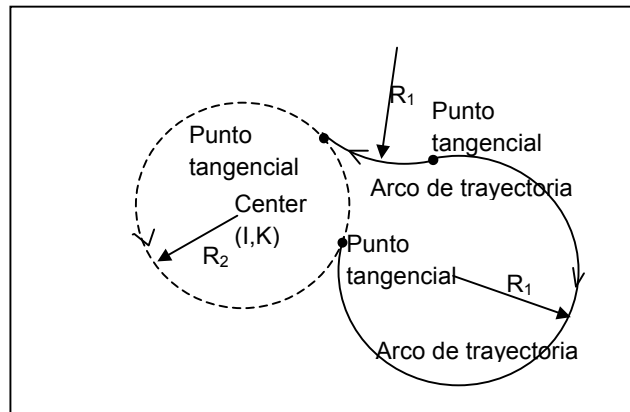 R₁
Punto
tangencial
Punto
tangencial
Arco de trayectoria
Center
(I,K)
R₂
Punto
tangencial
R₁
Arco de trayectoria